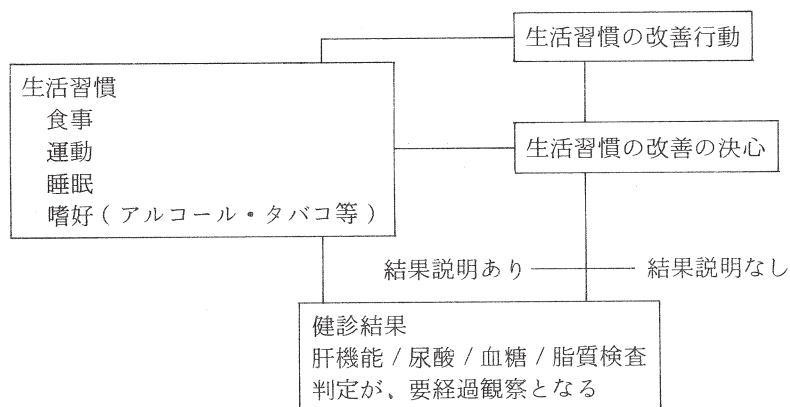 生活習慣の改善行動
生活習慣
食事
運動
睡眠
嗜好(アルコール・タバコ等)
生活習慣の改善の決心
結果説明あり
結果説明なし
健診結果
肝機能/尿酸/血糖/脂質検査
判定が、要経過観察となる